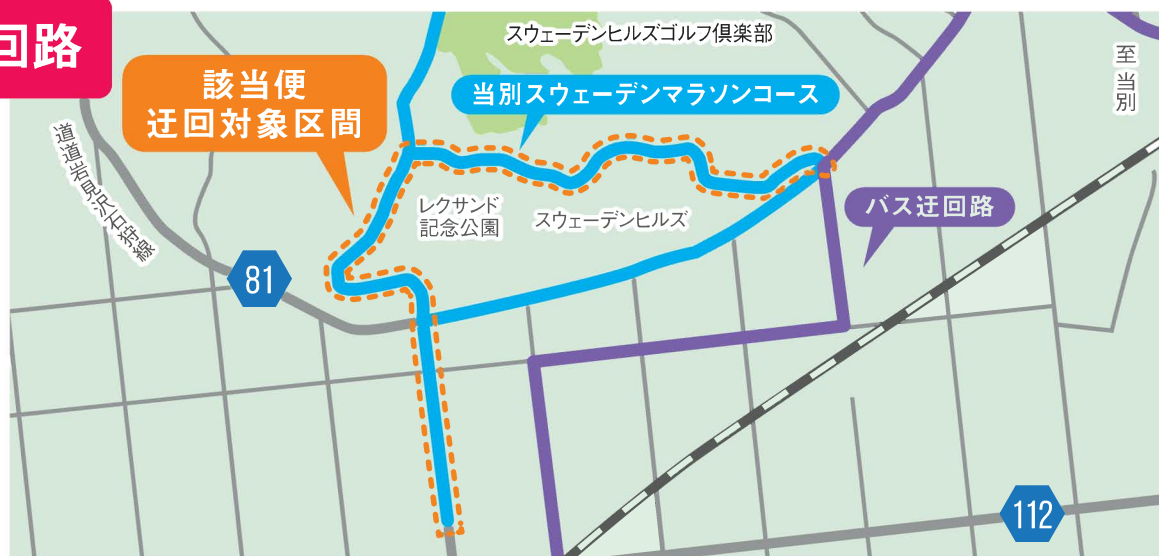 回路
スウェーデンヒルズゴルフ倶楽部
至 当別
該当便
迂回対象区間
当別スウェーデンマラソンコース
道道岩見沢石狩線
レクサンド
記念公園
スウェーデンヒルズ
バス迂回路
81
112